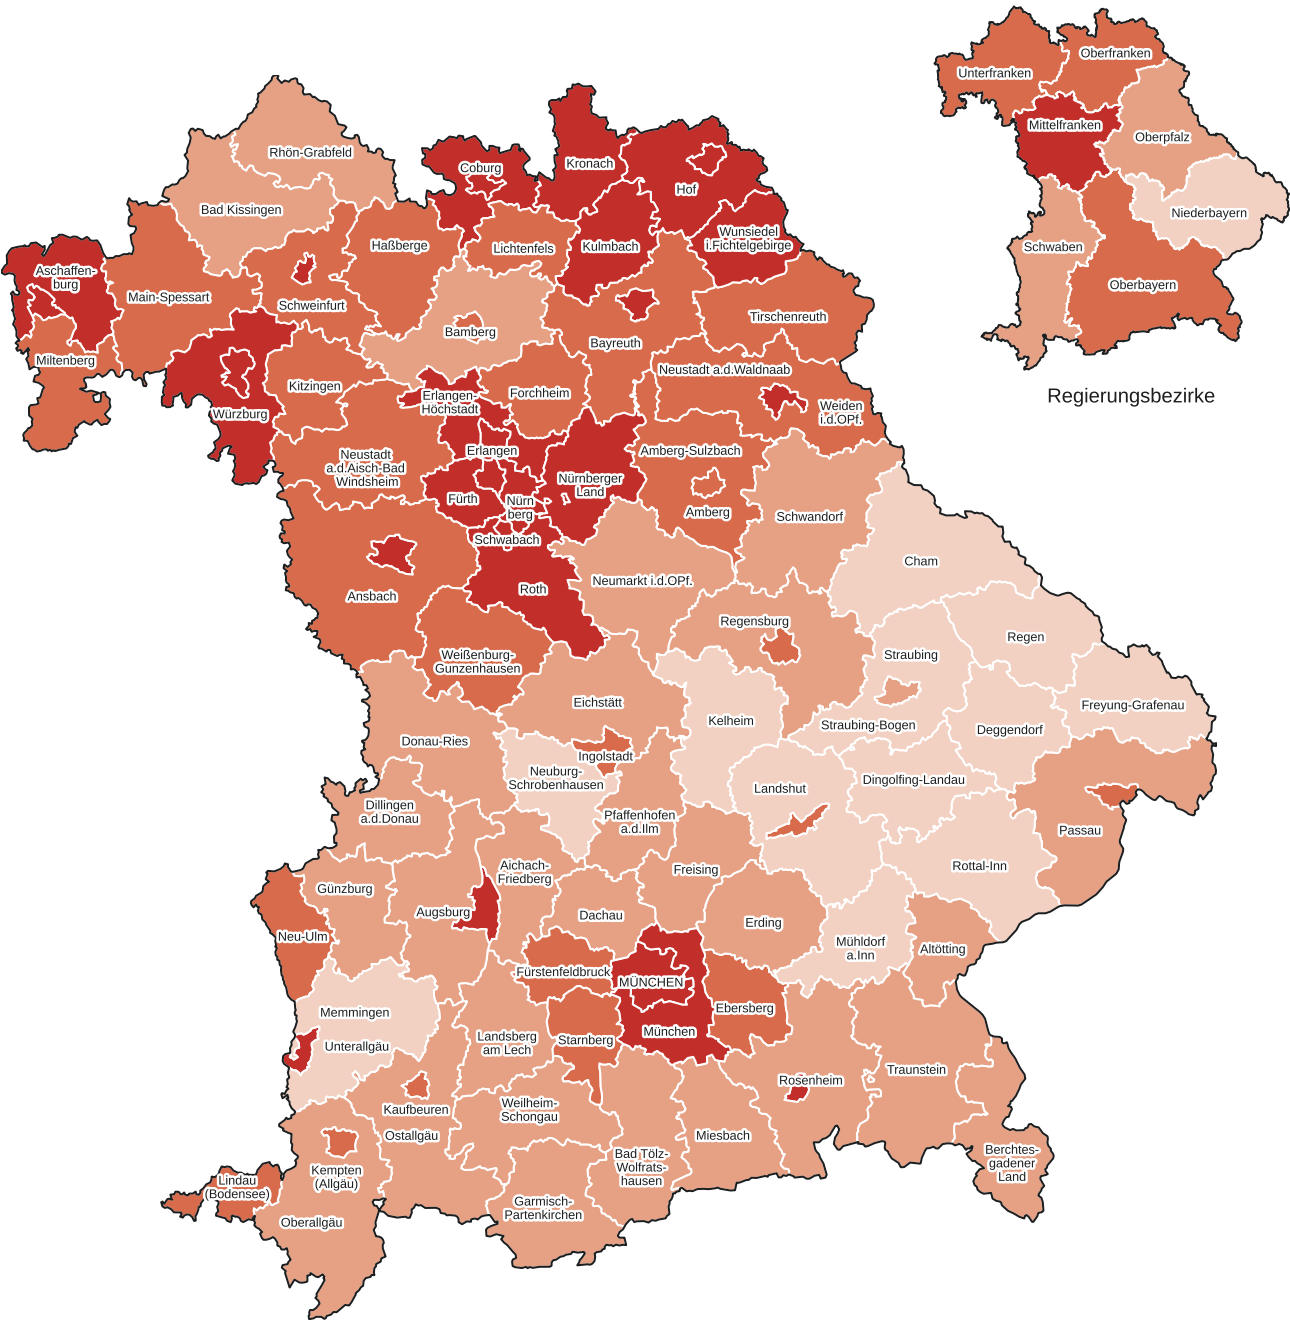 Rhön-Grabfeld
Bad Kissingen
Coburg
Kronach
Hof
Wunsiedel
i.Fichtelgebirge
Haßberge
Lichtenfels
Kulmbach
Aschaffen-
burg
Main-Spessart
Schweinfurt
Bamberg
Bayreuth
Tirschenreuth
Miltenberg
Kitzingen
Würzburg
Erlangen-
Höchstadt
Forchheim
Neustadt a.d.Waldnaab
Weiden
i.d.OPf.
Neustadt
a.d.Aisch-Bad
Windsheim
Erlangen
Fürth
Nürn
berg
Nürnberger
Land
Amberg-Sulzbach
Amberg
Schwandorf
Schwabach
Cham
Ansbach
Roth
Neumarkt i.d.OPf.
Regensburg
Regen
Straubing
Weißenburg-
Gunzenhausen
Eichstätt
Kelheim
Straubing-Bogen
Deggendorf
Freyung-Grafenau
Donau-Ries
Ingolstadt
Neuburg-
Schrobenhausen
Landshut
Dingolfing-Landau
Dillingen
a.d.Donau
Pfaffenhofen
a.d.Ilm
Passau
Rottal-Inn
Günzburg
Aichach-
Friedberg
Freising
Augsburg
Dachau
Erding
Neu-Ulm
Mühldorf
a.Inn
Altötting
Fürstenfeldbruck
MÜNCHEN
Ebersberg
Memmingen
Unterallgäu
Landsberg
am Lech
Starnberg
München
Rosenheim
Traunstein
Kaufbeuren
Ostallgäu
Weilheim-
Schongau
Miesbach
Bad Tölz-
Wolfrats-
hausen
Berchtes-
gadener
Land
Kempten
(Allgäu)
Lindau
(Bodensee)
Oberallgäu
Garmisch-
Partenkirchen
Unterfranken
Oberfranken
Mittelfranken
Oberpfalz
Niederbayern
Schwaben
Oberbayern
Regierungsbezirke